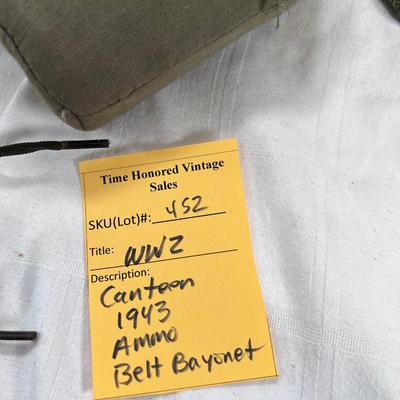 Time Honored Vintage
Sales
SKU(Lot)#: 452
Title: WW2
Description:
Canteen
1943
Ammo
Belt Bayonet